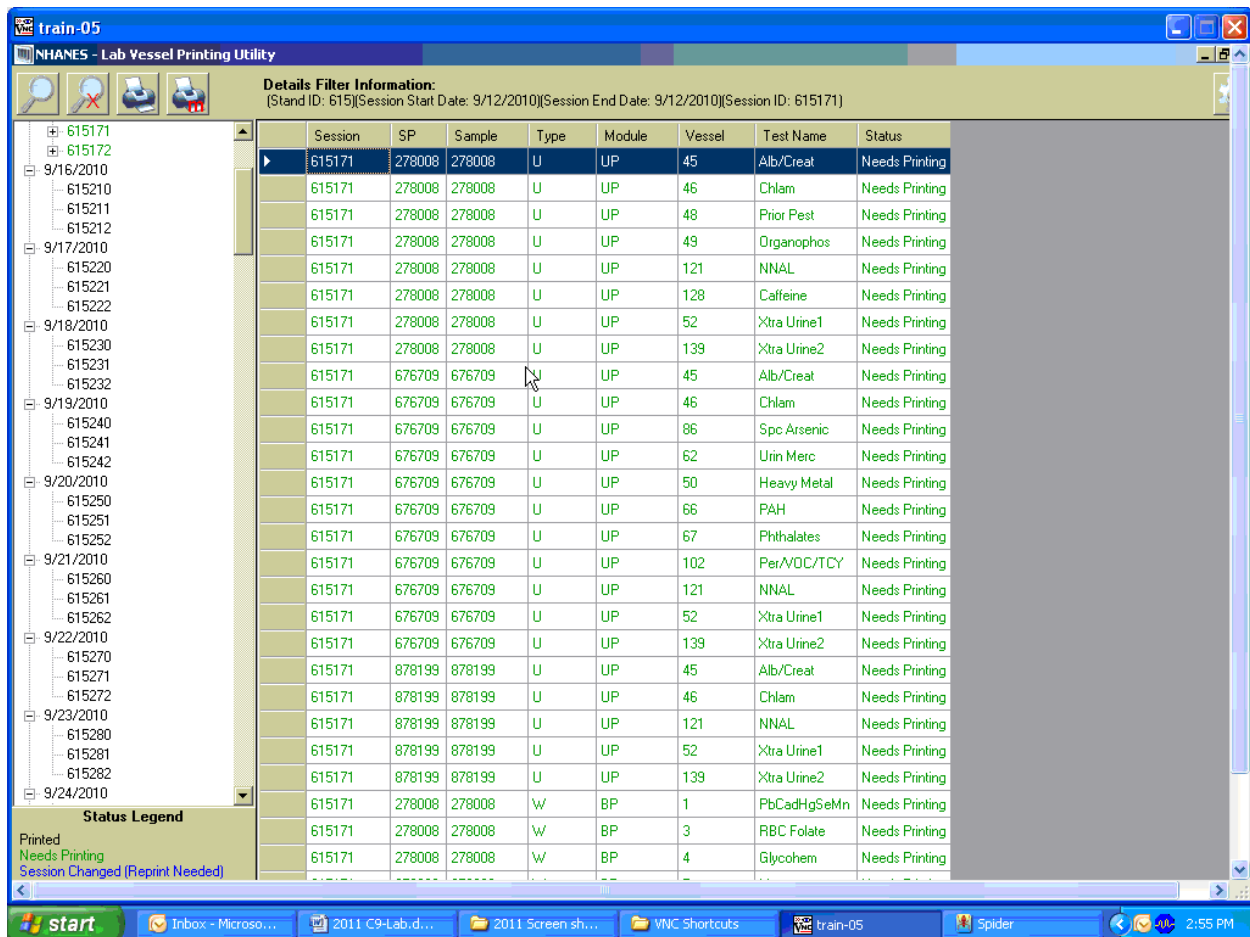 train-05
NHANES - Lab Vessel Printing Utility
Details Filter Information:
(Stand ID: 615)(Session Start Date: 9/12/2010)(Session End Date: 9/12/2010)(Session ID: 615171)
615171
615172
9/16/2010
615210
615211
615212
9/17/2010
615220
615221
615222
9/18/2010
615230
615231
615232
9/19/2010
615240
615241
615242
9/20/2010
615250
615251
615252
9/21/2010
615260
615261
615262
9/22/2010
615270
615271
615272
9/23/2010
615280
615281
615282
9/24/2010
Status Legend
Printed
Needs Printing
Session Changed (Reprint Needed)
Session SP Sample Type Module Vessel Test Name Status
615171 278008 278008 U UP 45 Alb/Creat Needs Printing
615171 278008 278008 U UP 46 Chlam Needs Printing
615171 278008 278008 U UP 48 Prior Pest Needs Printing
615171 278008 278008 U UP 49 Organophos Needs Printing
615171 278008 278008 U UP 121 NNAL Needs Printing
615171 278008 278008 U UP 128 Caffeine Needs Printing
615171 278008 278008 U UP 52 Xtra Urine1 Needs Printing
615171 278008 278008 U UP 139 Xtra Urine2 Needs Printing
615171 676709 676709 U UP 45 Alb/Creat Needs Printing
615171 676709 676709 U UP 46 Chlam Needs Printing
615171 676709 676709 U UP 86 Spc Arsenic Needs Printing
615171 676709 676709 U UP 62 Urin Merc Needs Printing
615171 676709 676709 U UP 50 Heavy Metal Needs Printing
615171 676709 676709 U UP 66 PAH Needs Printing
615171 676709 676709 U UP 67 Phthalates Needs Printing
615171 676709 676709 U UP 102 Per/VOC/TCY Needs Printing
615171 676709 676709 U UP 121 NNAL Needs Printing
615171 676709 676709 U UP 52 Xtra Urine1 Needs Printing
615171 676709 676709 U UP 139 Xtra Urine2 Needs Printing
615171 878199 878199 U UP 45 Alb/Creat Needs Printing
615171 878199 878199 U UP 46 Chlam Needs Printing
615171 878199 878199 U UP 121 NNAL Needs Printing
615171 878199 878199 U UP 52 Xtra Urine1 Needs Printing
615171 878199 878199 U UP 139 Xtra Urine2 Needs Printing
615171 278008 278008 W BP 1 PbCadHgSeMn Needs Printing
615171 278008 278008 W BP 3 RBC Folate Needs Printing
615171 278008 278008 W BP 4 Glycohem Needs Printing
start Inbox - Microso... 2011 C9-Lab.d... 2011 Screen sh... VNC Shortcuts train-05 Spider 2:55 PM